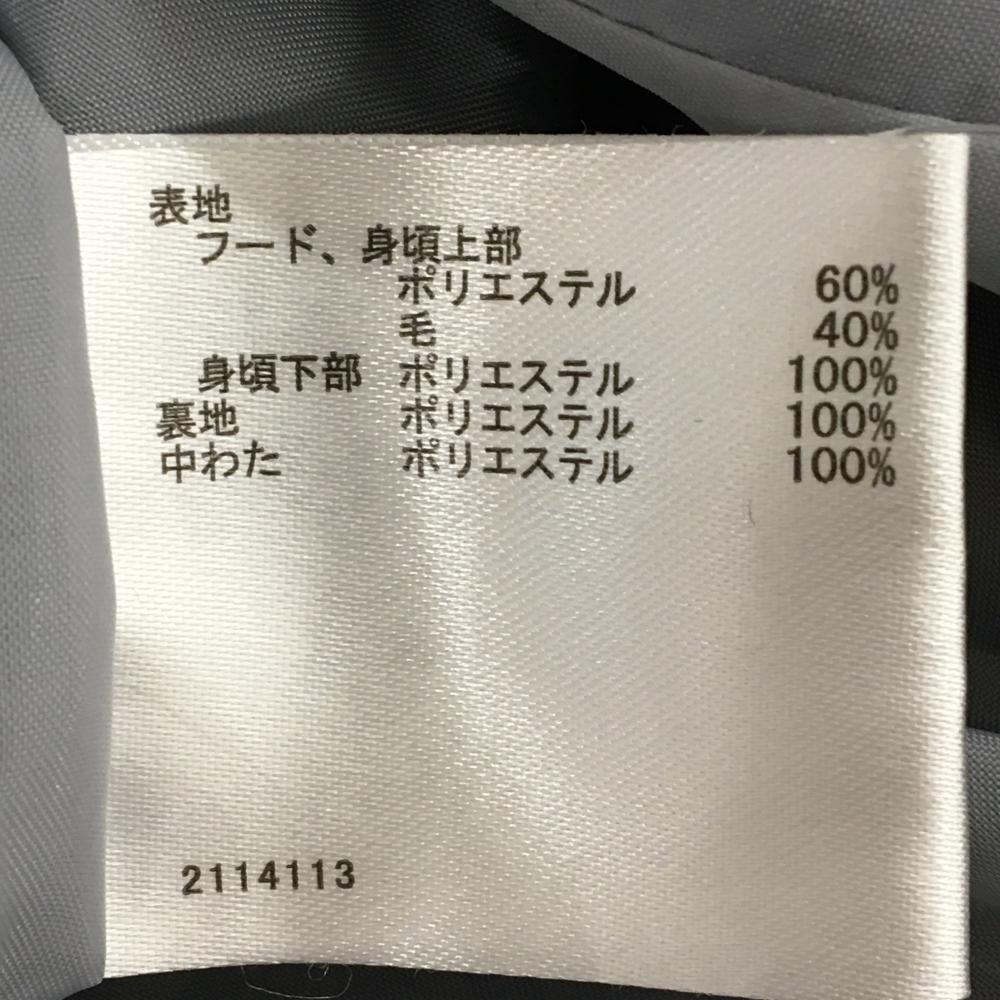 表地
フード、身頃上部
ポリエステル 60%
毛 40%
身頃下部 ポリエステル 100%
裏地 ポリエステル 100%
中わた ポリエステル 100%
2114113